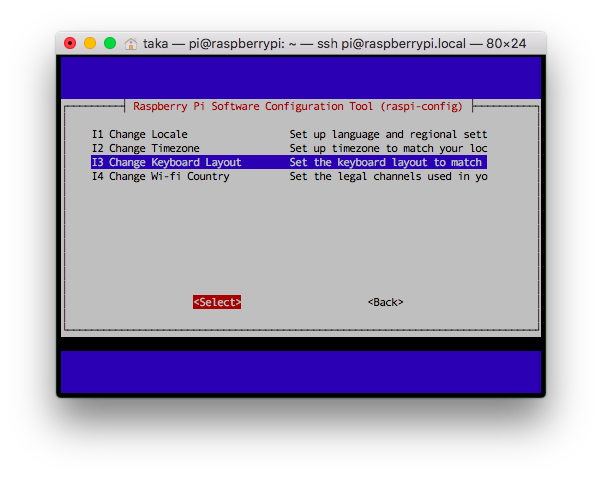 taka — pi@raspberrypi: ~ — ssh pi@raspberrypi.local — 80×24
Raspberry Pi Software Configuration Tool (raspi-config)
I1 Change Locale Set up language and regional sett
I2 Change Timezone Set up timezone to match your loc
I3 Change Keyboard Layout Set the keyboard layout to match
I4 Change Wi-fi Country Set the legal channels used in yo
<Select> <Back>